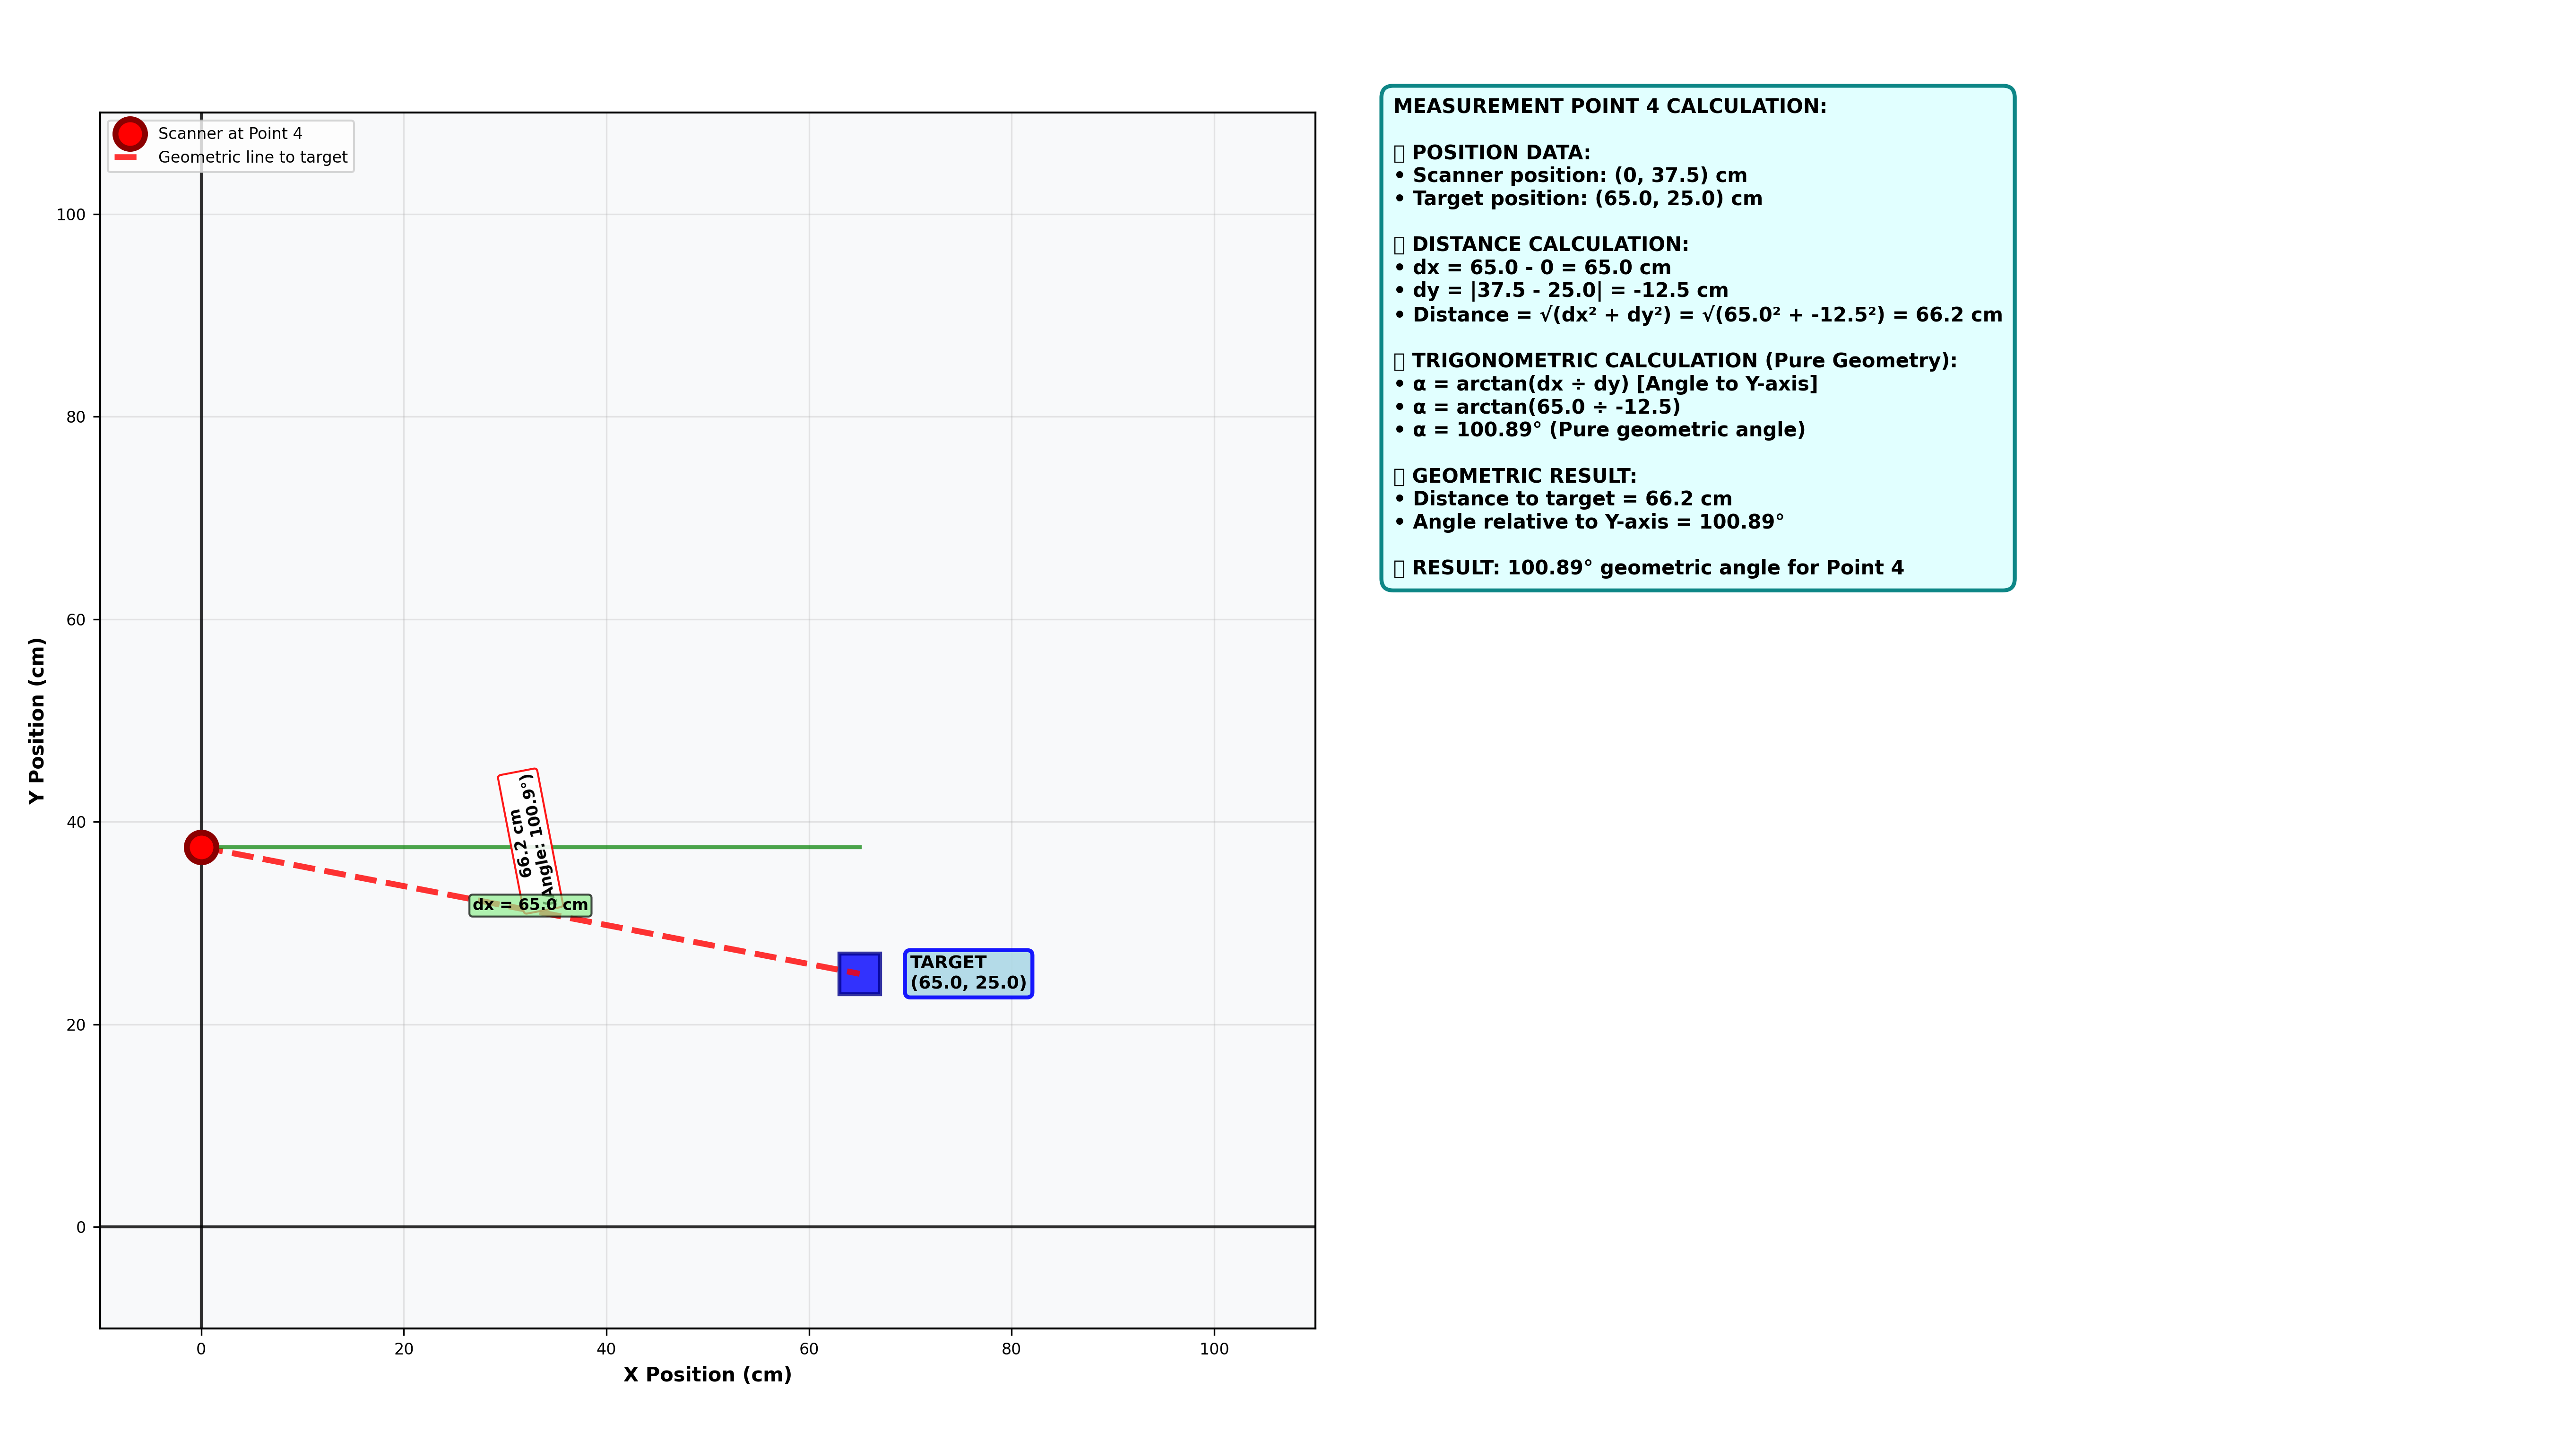 Scanner at Point 4
Geometric line to target
Y Position (cm)
100
80
60
40
20
0
0
20
40
60
80
100
X Position (cm)
66.2 cm
Angle: 100.9°)
dx = 65.0 cm
TARGET
(65.0, 25.0)
MEASUREMENT POINT 4 CALCULATION:
POSITION DATA:
• Scanner position: (0, 37.5) cm
• Target position: (65.0, 25.0) cm
DISTANCE CALCULATION:
• dx = 65.0 - 0 = 65.0 cm
• dy = |37.5 - 25.0| = -12.5 cm
• Distance = √(dx² + dy²) = √(65.0² + -12.5²) = 66.2 cm
TRIGONOMETRIC CALCULATION (Pure Geometry):
• α = arctan(dx ÷ dy) [Angle to Y-axis]
• α = arctan(65.0 ÷ -12.5)
• α = 100.89° (Pure geometric angle)
GEOMETRIC RESULT:
• Distance to target = 66.2 cm
• Angle relative to Y-axis = 100.89°
RESULT: 100.89° geometric angle for Point 4